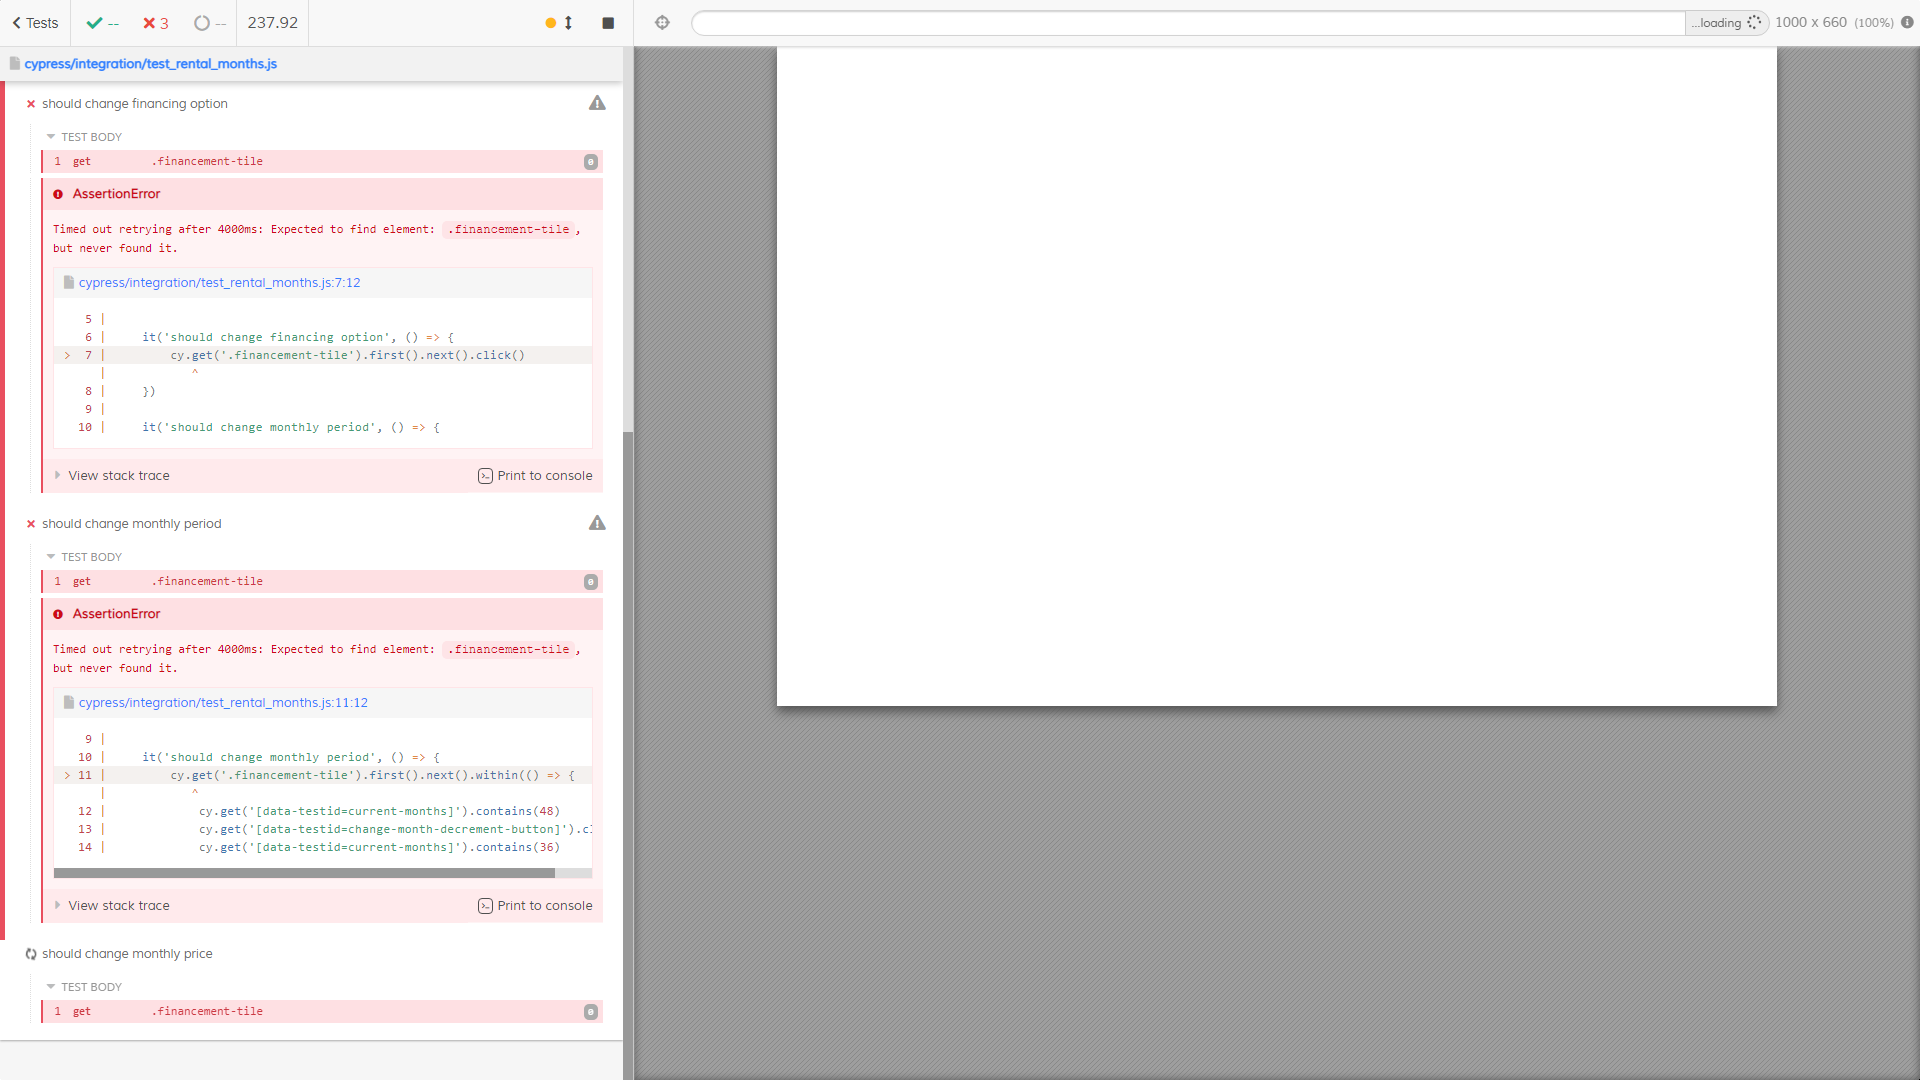 Tests
--
3
--
237.92
...loading
1000 x 660 (100%)
cypress/integration/test_rental_months.js
should change financing option
TEST BODY
1 get .financement-tile 0
AssertionError
Timed out retrying after 4000ms: Expected to find element: .financement-tile,
but never found it.
cypress/integration/test_rental_months.js:7:12
5 |
6 | it('should change financing option', () => {
> 7 | cy.get('.financement-tile').first().next().click()
| ^
8 | })
9 |
10 | it('should change monthly period', () => {
View stack trace
Print to console
should change monthly period
TEST BODY
1 get .financement-tile 0
AssertionError
Timed out retrying after 4000ms: Expected to find element: .financement-tile,
but never found it.
cypress/integration/test_rental_months.js:11:12
9 |
10 | it('should change monthly period', () => {
> 11 | cy.get('.financement-tile').first().next().within(() => {
| ^
12 | cy.get('[data-testid=current-months]').contains(48)
13 | cy.get('[data-testid=change-month-decrement-button]').cl
14 | cy.get('[data-testid=current-months]').contains(36)
View stack trace
Print to console
should change monthly price
TEST BODY
1 get .financement-tile 0